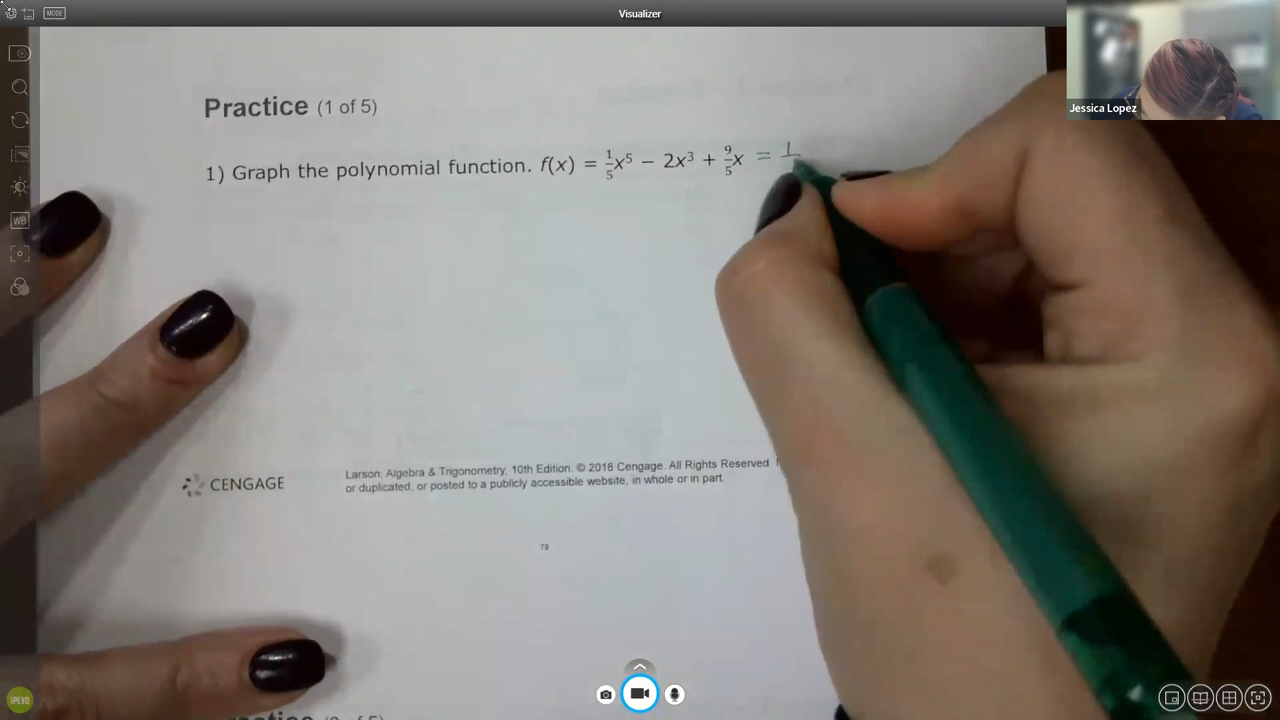 MODE
Visualizer
Jessica Lopez
Practice (1 of 5)
1) Graph the polynomial function. f(x) = 1/5x⁵ − 2x³ + 9/5x = 1
WB
CENGAGE
Larson, Algebra & Trigonometry, 10th Edition. © 2018 Cengage. All Rights Reserved
or duplicated, or posted to a publicly accessible website, in whole or in part.
79
IPEVO